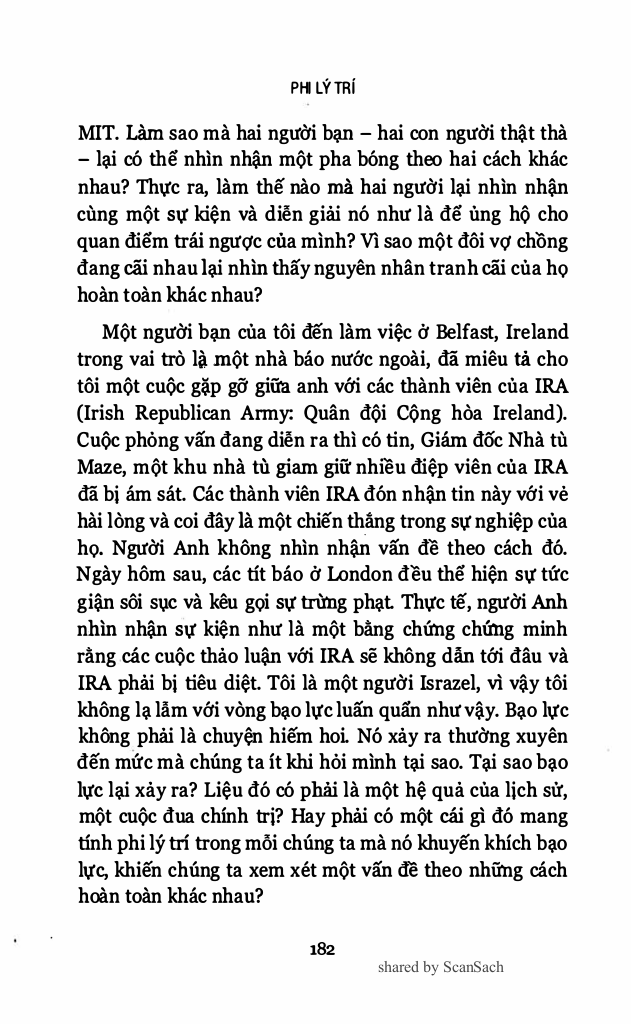 PHI LÝ TRÍ
MIT. Làm sao mà hai người bạn – hai con người thật thà
– lại có thể nhìn nhận một pha bóng theo hai cách khác
nhau? Thực ra, làm thế nào mà hai người lại nhìn nhận
cùng một sự kiện và diễn giải nó như là để ủng hộ cho
quan điểm trái ngược của mình? Vì sao một đôi vợ chồng
đang cãi nhau lại nhìn thấy nguyên nhân tranh cãi của họ
hoàn toàn khác nhau?
Một người bạn của tôi đến làm việc ở Belfast, Ireland
trong vai trò là một nhà báo nước ngoài, đã miêu tả cho
tôi một cuộc gặp gỡ giữa anh với các thành viên của IRA
(Irish Republican Army: Quân đội Cộng hòa Ireland).
Cuộc phỏng vấn đang diễn ra thì có tin, Giám đốc Nhà tù
Maze, một khu nhà tù giam giữ nhiều điệp viên của IRA
đã bị ám sát. Các thành viên IRA đón nhận tin này với vẻ
hài lòng và coi đây là một chiến thắng trong sự nghiệp của
họ. Người Anh không nhìn nhận vấn đề theo cách đó.
Ngày hôm sau, các tít báo ở London đều thể hiện sự tức
giận sôi sục và kêu gọi sự trừng phạt. Thực tế, người Anh
nhìn nhận sự kiện như là một bằng chứng chứng minh
rằng các cuộc thảo luận với IRA sẽ không dẫn tới đâu và
IRA phải bị tiêu diệt. Tôi là một người Israzel, vì vậy tôi
không lạ lẫm với vòng bạo lực luấn quẩn như vậy. Bạo lực
không phải là chuyện hiếm hoi. Nó xảy ra thường xuyên
đến mức mà chúng ta ít khi hỏi mình tại sao. Tại sao bạo
lực lại xảy ra? Liệu đó có phải là một hệ quả của lịch sử,
một cuộc đua chính trị? Hay phải có một cái gì đó mang
tính phi lý trí trong mỗi chúng ta mà nó khuyến khích bạo
lực, khiến chúng ta xem xét một vấn đề theo những cách
hoàn toàn khác nhau?
182
shared by ScanSach